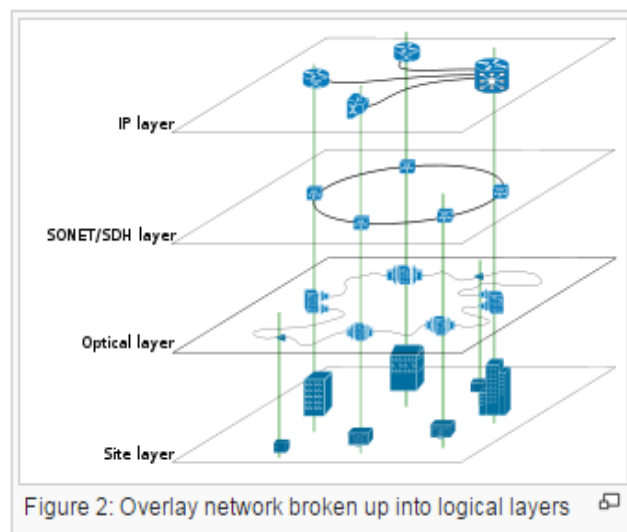 IP layer
SONET/SDH layer
Optical layer
Site layer
Figure 2: Overlay network broken up into logical layers